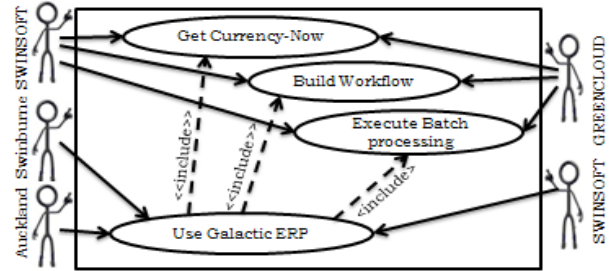 SWINSOFT
Get Currency-Now
Build Workflow
GREENCLOUD
Execute Batch
processing
Swinburne
<<include>>
<<include>>
<include>
Auckland
Use Galactic ERP
SWINSOFT